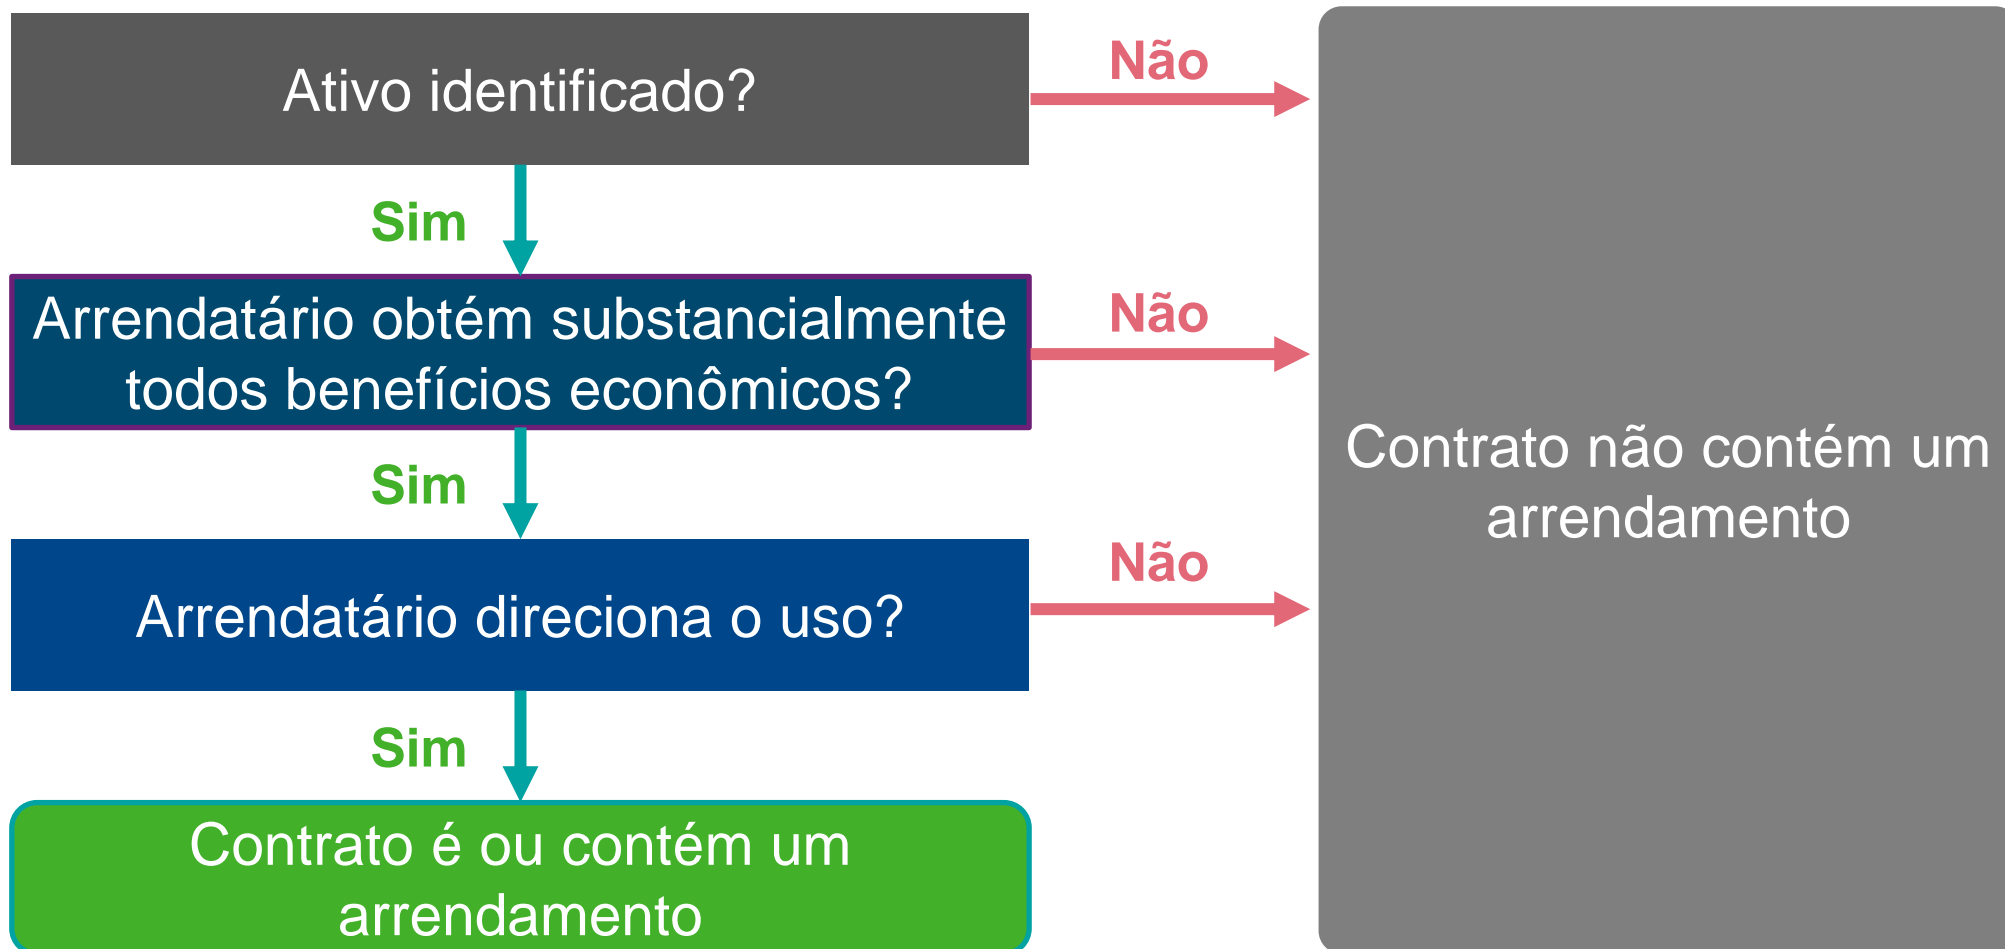 Ativo identificado?
Não
Sim
Arrendatário obtém substancialmente
todos benefícios econômicos?
Não
Sim
Arrendatário direciona o uso?
Não
Sim
Contrato é ou contém um
arrendamento
Contrato não contém um
arrendamento